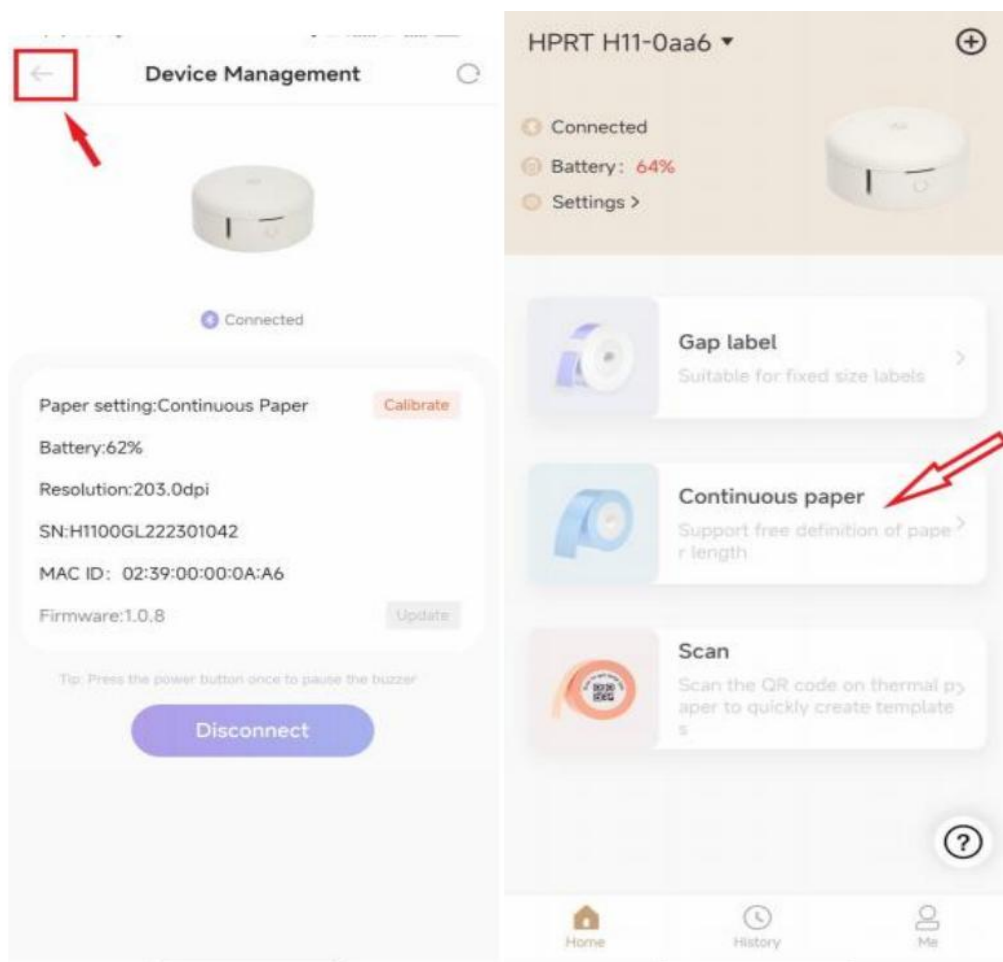 Device Management
Connected
Paper setting:Continuous Paper
Calibrate
Battery:62%
Resolution:203.0dpi
SN:H1100GL222301042
MAC ID: 02:39:00:00:0A:A6
Firmware:1.0.8
Update
Tip: Press the power button once to pause the buzzer
Disconnect
HPRT H11-0aa6
Connected
Battery: 64%
Settings >
Gap label
Suitable for fixed size labels
Continuous paper
Support free definition of pape
r length
Scan
Scan the QR code on thermal p
aper to quickly create template
s
?
Home
History
Me